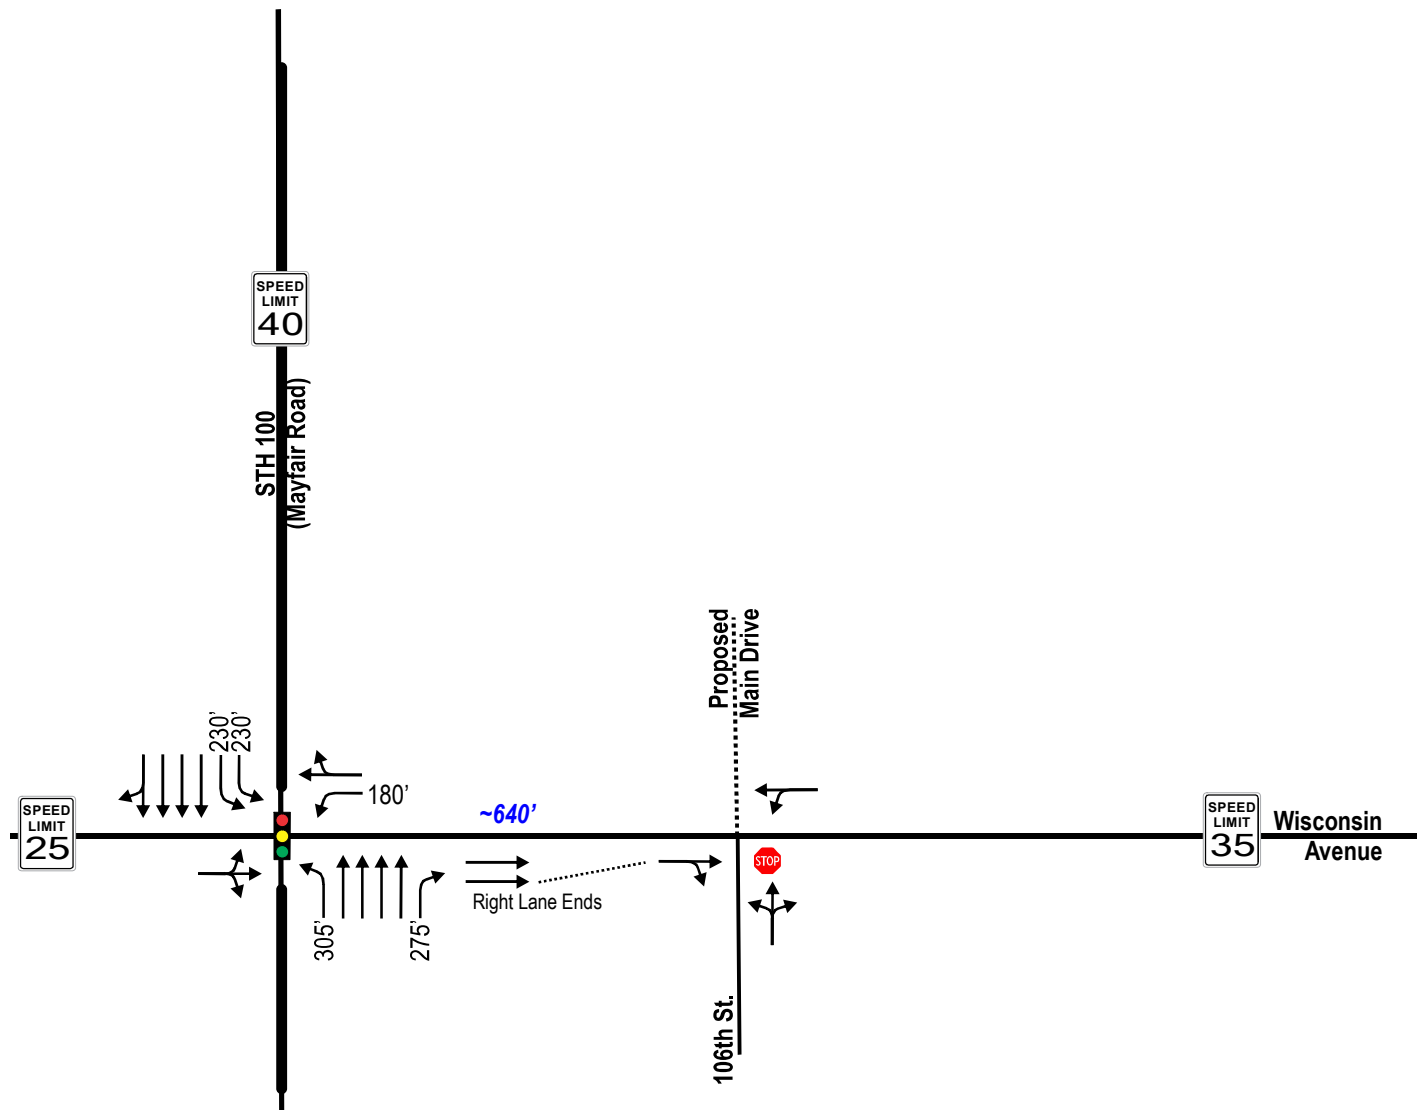 SPEED
LIMIT
40
STH 100
(Mayfair Road)
Proposed
Main Drive
230'
230'
180'
~640'
SPEED
LIMIT
25
SPEED
LIMIT
35
Wisconsin
Avenue
STOP
Right Lane Ends
305'
275'
106th St.